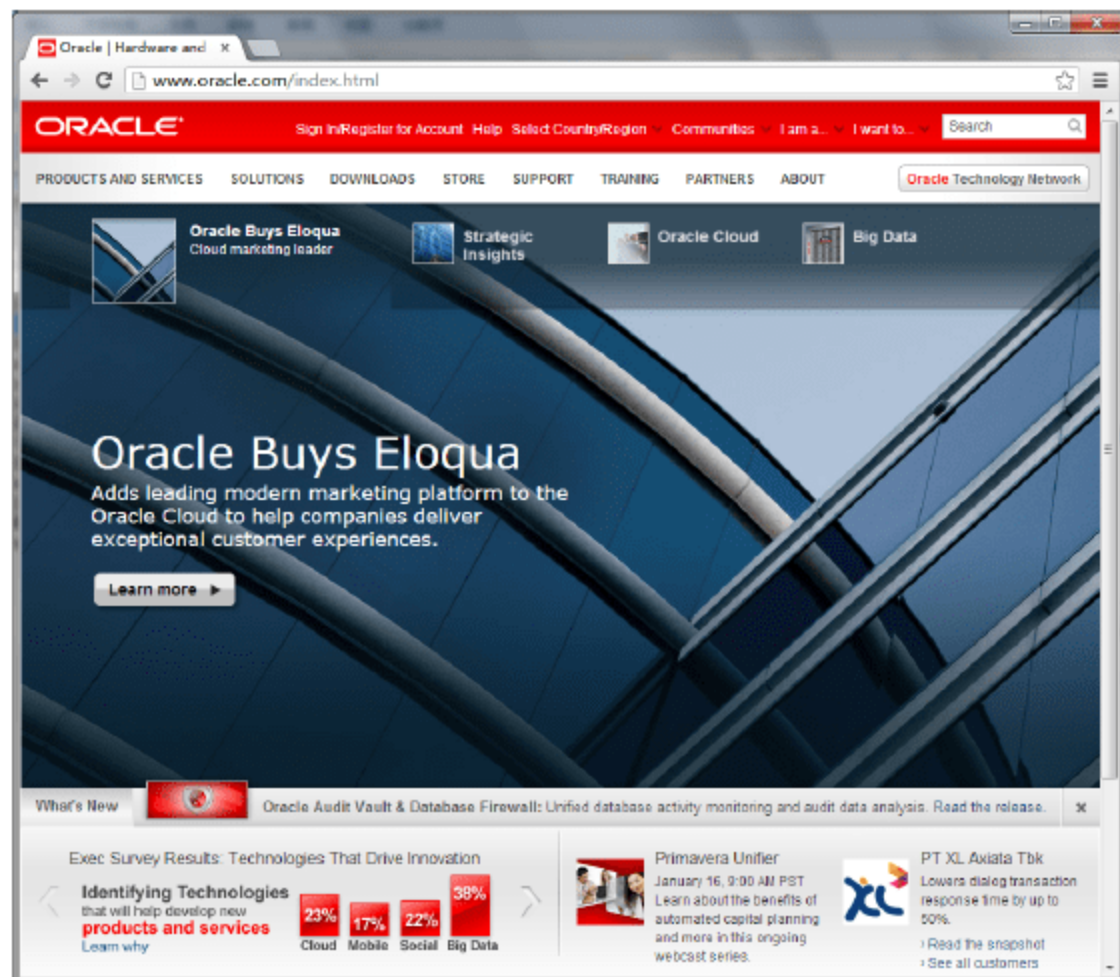 Oracle | Hardware and
www.oracle.com/index.html
ORACLE
Sign In/Register for Account Help Select Country/Region Communities I am a... I want to... Search
PRODUCTS AND SERVICES SOLUTIONS DOWNLOADS STORE SUPPORT TRAINING PARTNERS ABOUT Oracle Technology Network
Oracle Buys Eloqua
Cloud marketing leader
Strategic
Insights
Oracle Cloud
Big Data
Oracle Buys Eloqua
Adds leading modern marketing platform to the
Oracle Cloud to help companies deliver
exceptional customer experiences.
Learn more
What's New
Oracle Audit Vault & Database Firewall: Unified database activity monitoring and audit data analysis. Read the release.
Exec Survey Results: Technologies That Drive Innovation
Identifying Technologies
that will help develop new
products and services
Learn why
23% 17% 22% 38%
Cloud Mobile Social Big Data
Primavera Unifier
January 16, 9:00 AM PST
Learn about the benefits of
automated capital planning
and more in this ongoing
webcast series.
XL
PT XL Axiata Tbk
Lowers dialog transaction
response time by up to
50%.
› Read the snapshot
› See all customers